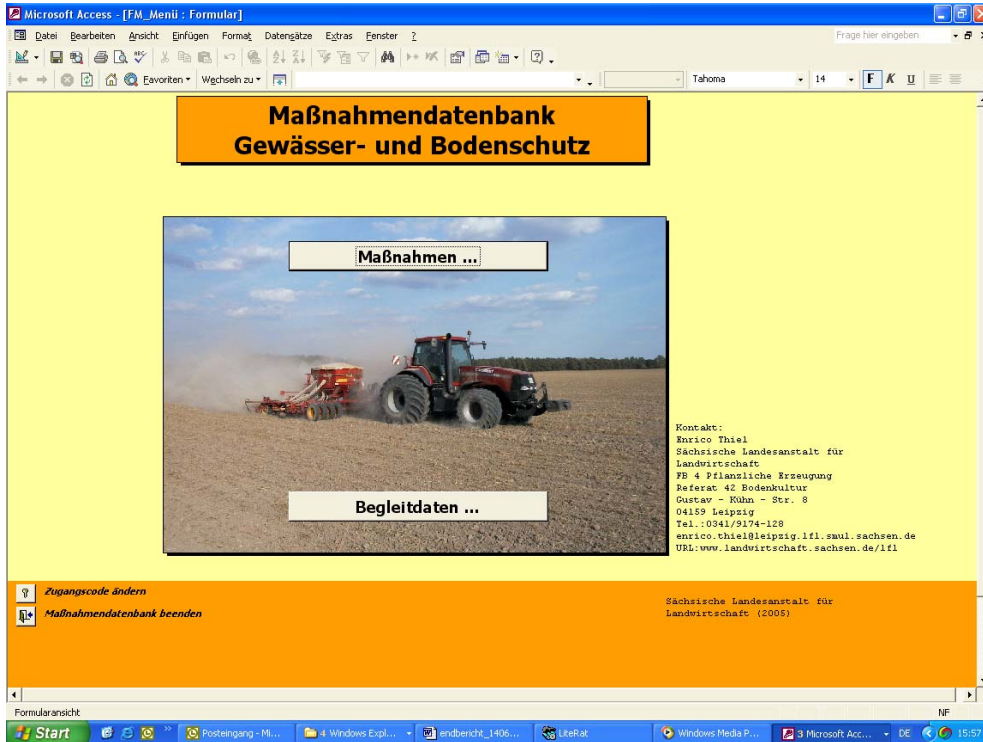 Microsoft Access - [FM_Menü : Formular]
Datei Bearbeiten Ansicht Einfügen Format Datensätze Extras Fenster ?
Frage hier eingeben
Favoriten Wechseln zu
Tahoma 14 F K U
Maßnahmendatenbank
Gewässer- und Bodenschutz
Maßnahmen ...
Begleitdaten ...
Kontakt:
Enrico Thiel
Sächsische Landesanstalt für
Landwirtschaft
FB 4 Pflanzliche Erzeugung
Referat 42 Bodenkultur
Gustav - Kühn - Str. 8
04159 Leipzig
Tel.:0341/9174-128
enrico.thiel@leipzig.lfl.smul.sachsen.de
URL:www.landwirtschaft.sachsen.de/lfl
Zugangscode ändern
Maßnahmendatenbank beenden
Sächsische Landesanstalt für
Landwirtschaft (2005)
Formularansicht
NF
Start
Posteingang - Mi...
4 Windows Expl...
endbericht_1406...
LiteRat
Windows Media P...
3 Microsoft Acc...
DE
15:57